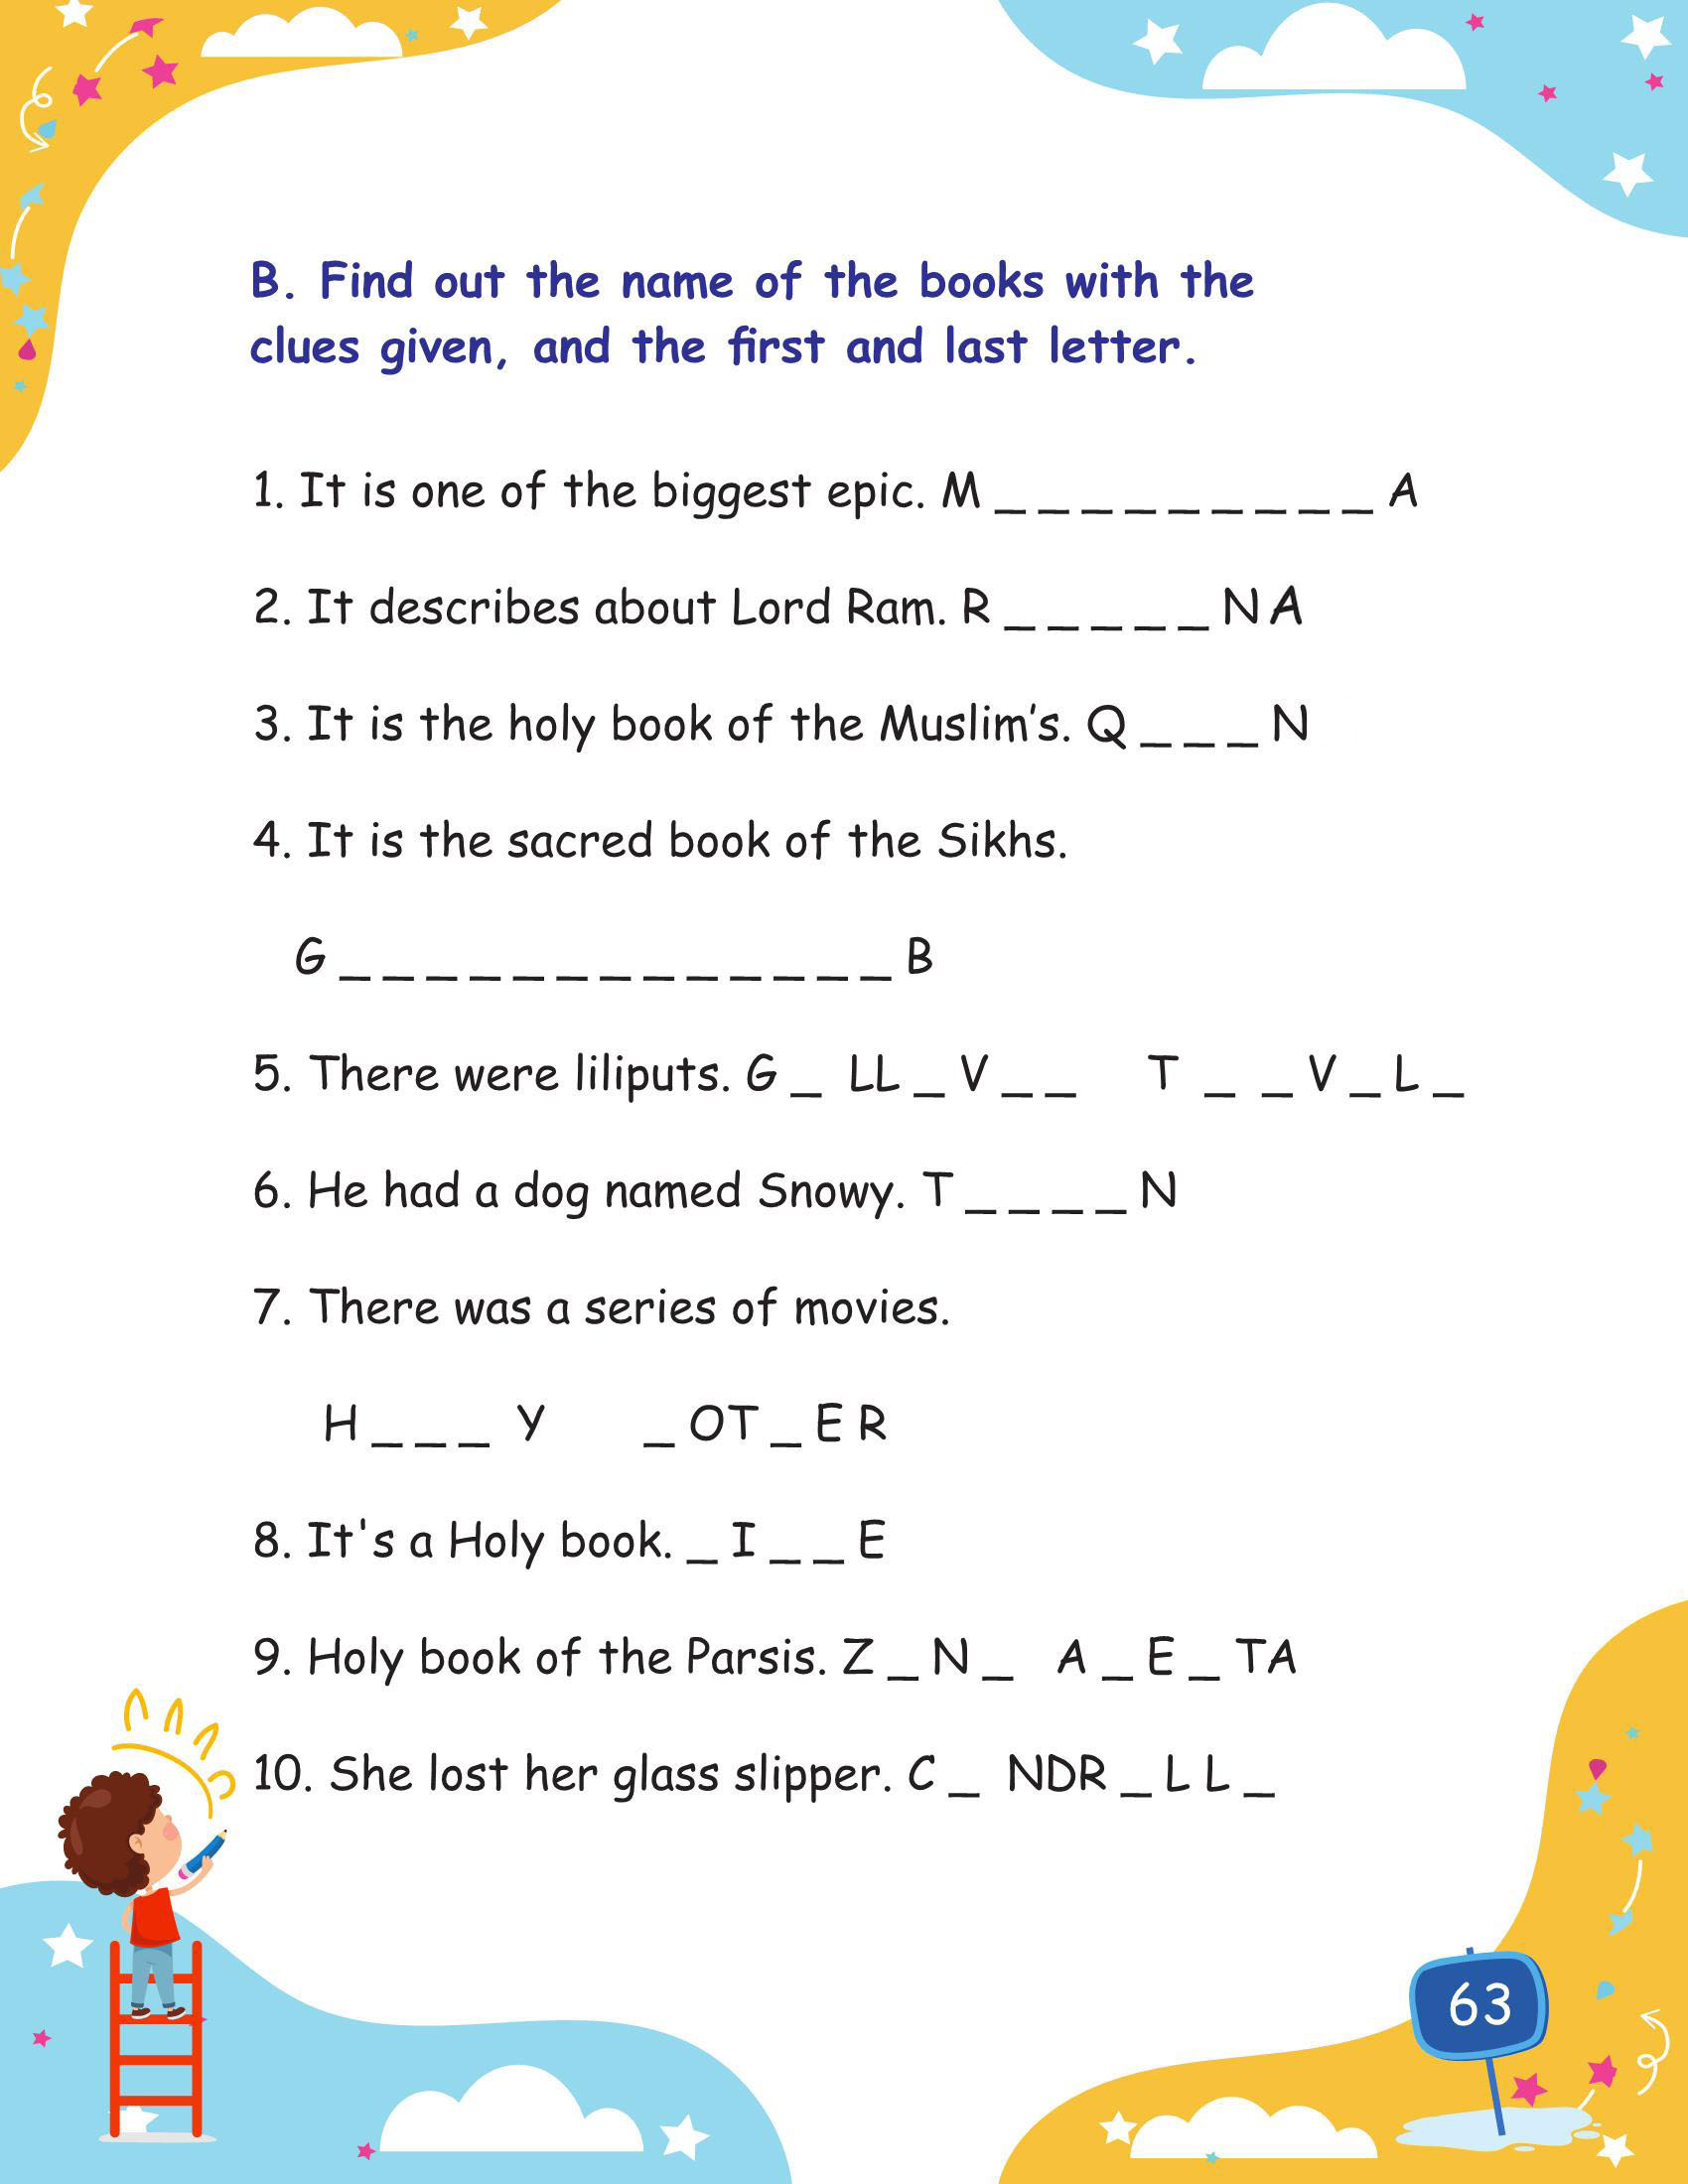 B. Find out the name of the books with the
clues given, and the first and last letter.
1. It is one of the biggest epic. M _ _ _ _ _ _ _ _ _ A
2. It describes about Lord Ram. R _ _ _ _ _ N A
3. It is the holy book of the Muslim's. Q _ _ _ N
4. It is the sacred book of the Sikhs.
G _ _ _ _ _ _ _ _ _ _ _ _ _ B
5. There were liliputs. G _ LL _ V _ _ T _ _ V _ L _
6. He had a dog named Snowy. T _ _ _ _ N
7. There was a series of movies.
H _ _ _ Y _ OT _ E R
8. It's a Holy book. _ I _ _ E
9. Holy book of the Parsis. Z _ N _ A _ E _ TA
10. She lost her glass slipper. C _ NDR _ L L _
63